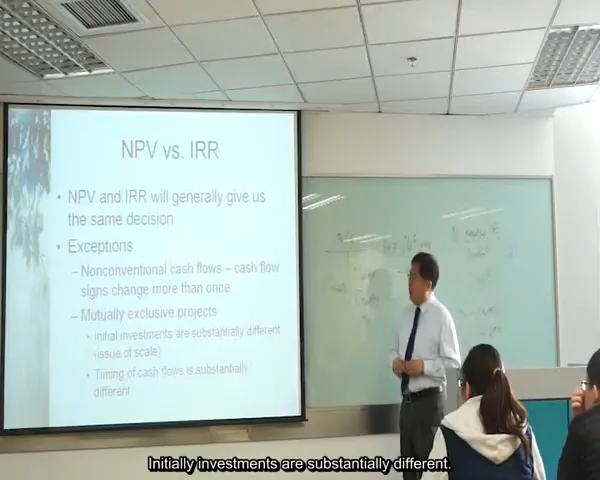 NPV vs. IRR
• NPV and IRR will generally give us
the same decision
• Exceptions
– Nonconventional cash flows – cash flow
signs change more than once
– Mutually exclusive projects
• Initial investments are substantially different
(issue of scale)
• Timing of cash flows is substantially
different
Initially investments are substantially different.